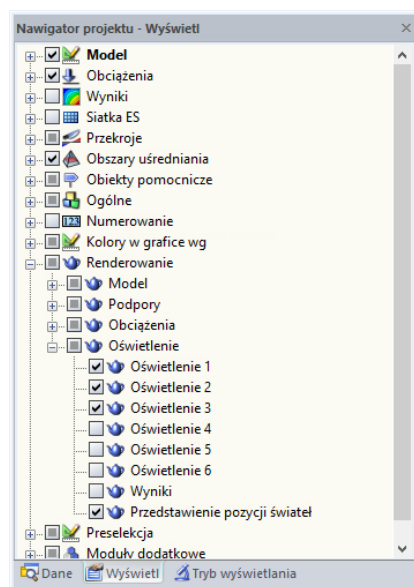 Nawigator projektu - Wyświetl
Model
Obciążenia
Wyniki
Siatka ES
Przekroje
Obszary uśredniania
Obiekty pomocnicze
Ogólne
123 Numerowanie
Kolory w grafice wg
Renderowanie
Model
Podpory
Obciążenia
Oświetlenie
Oświetlenie 1
Oświetlenie 2
Oświetlenie 3
Oświetlenie 4
Oświetlenie 5
Oświetlenie 6
Wyniki
Przedstawienie pozycji świateł
Preselekcja
Moduły dodatkowe
Dane Wyświetl Tryb wyświetlania